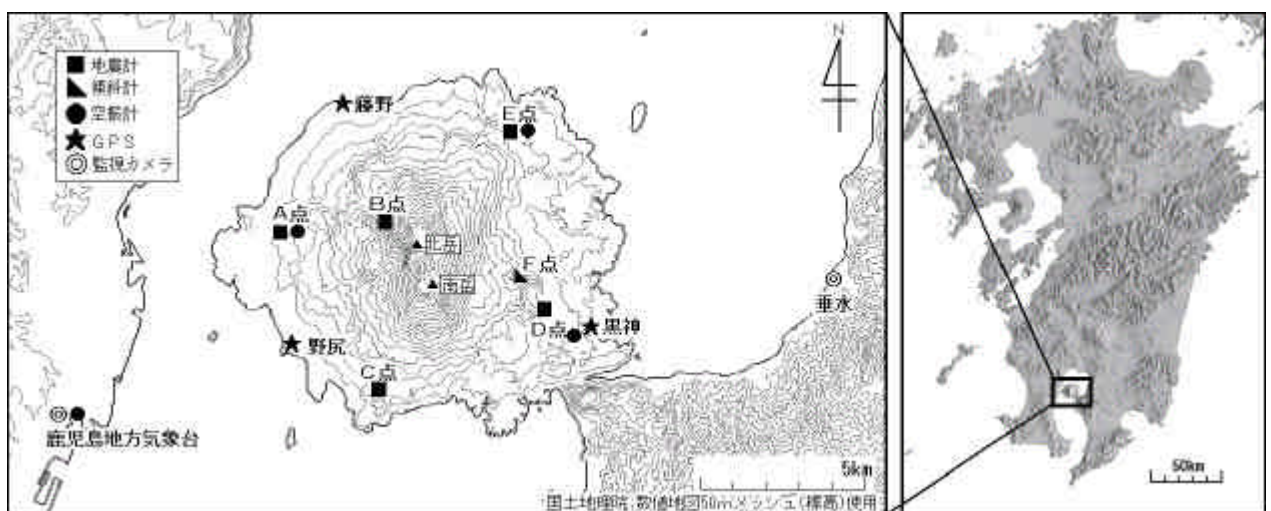 地震計
傾斜計
空振計
GPS
監視カメラ
N
藤野
E点
A点
B点
北岳
F点
南岳
垂水
D点
黒神
野尻
C点
鹿児島地方気象台
5km
国土地理院 数値地図50mメッシュ(標高)使用
50km